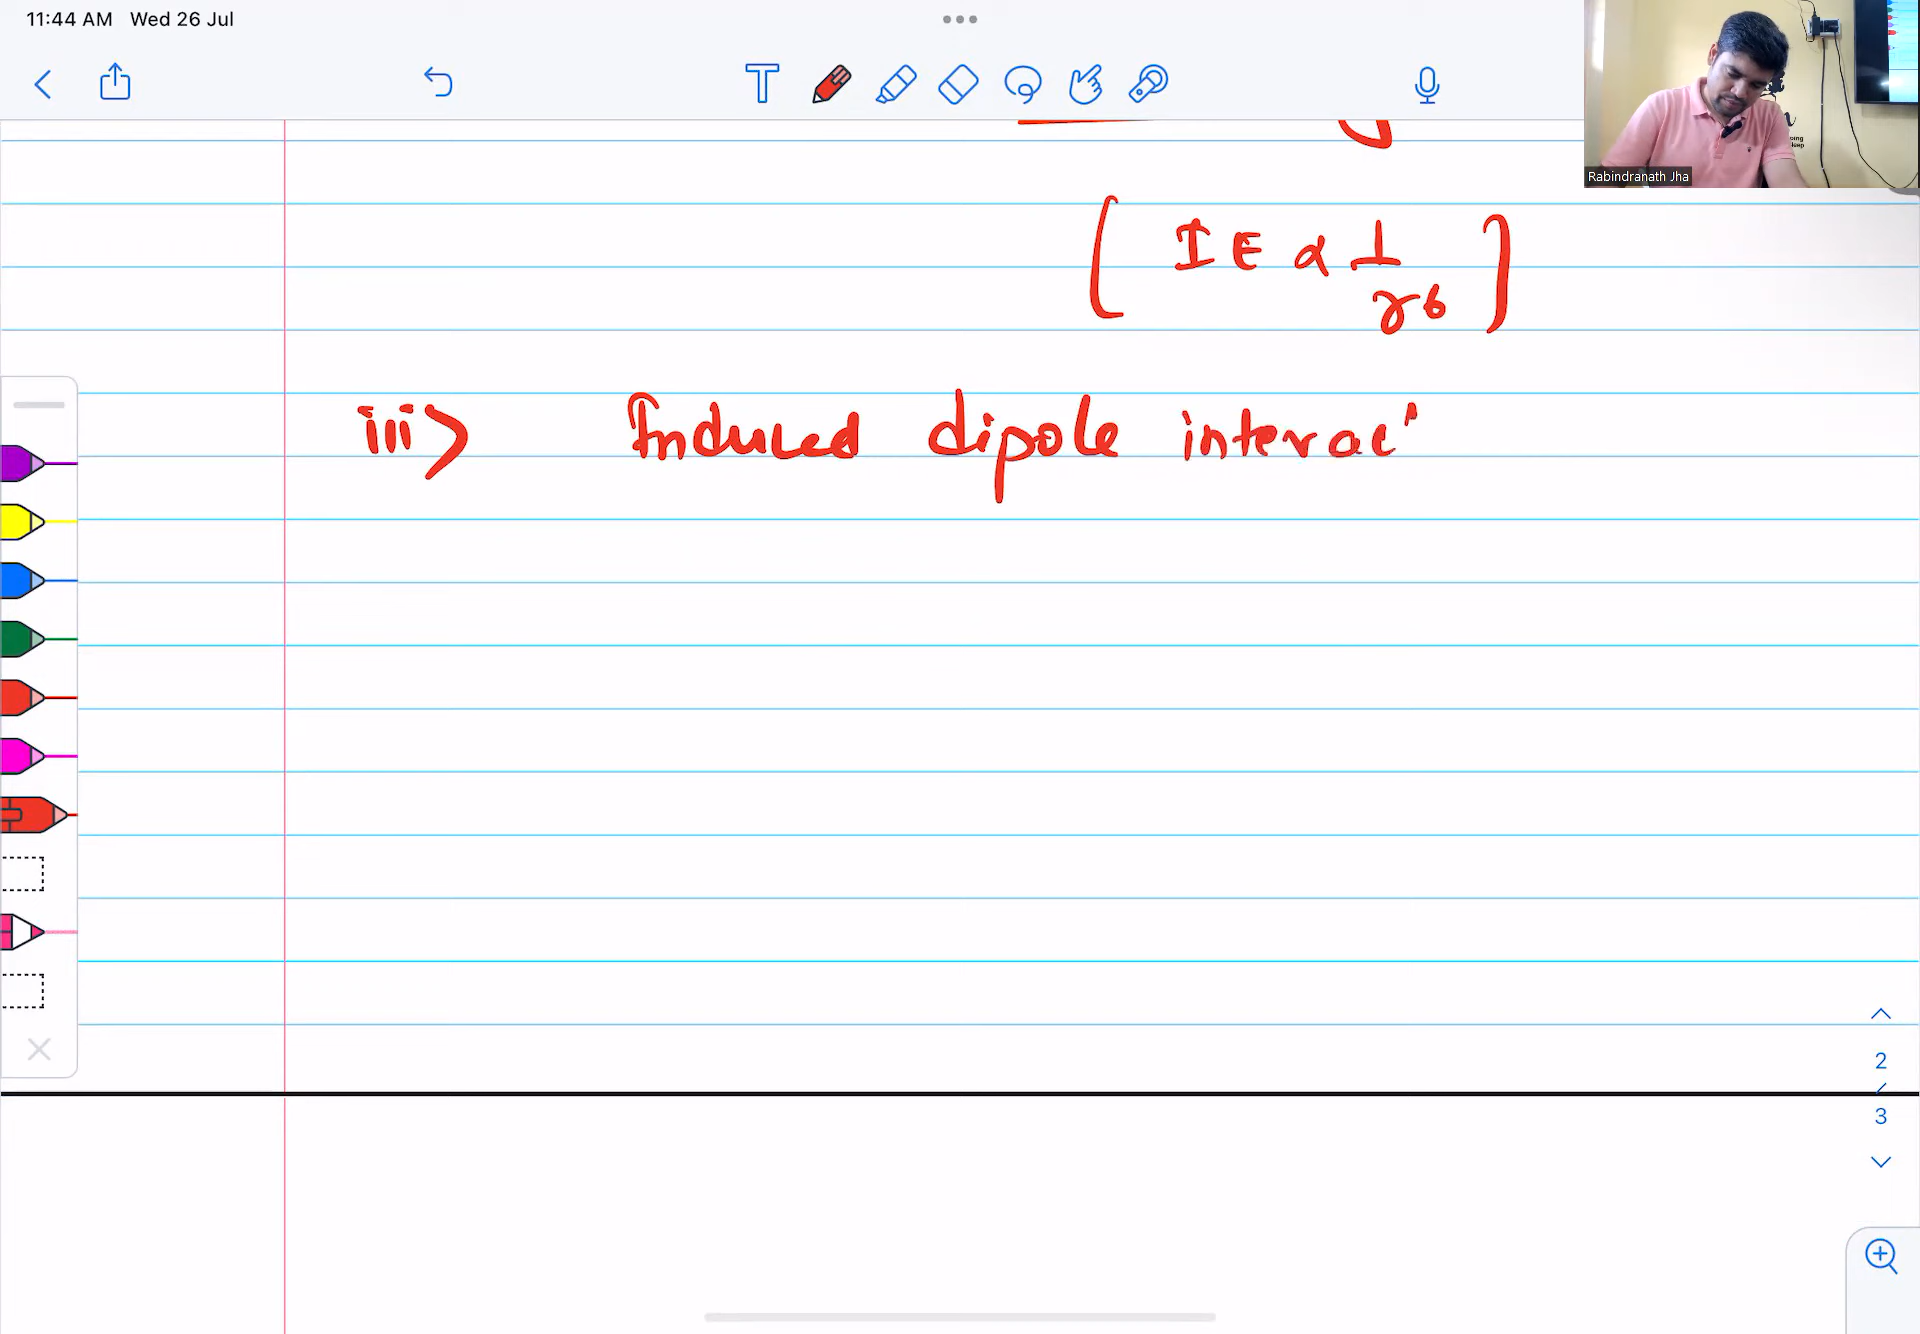 11:44 AM Wed 26 Jul
Rabindranath Jha
[ I E α 1/r6 ]
iii> Induced dipole interac'
2
3